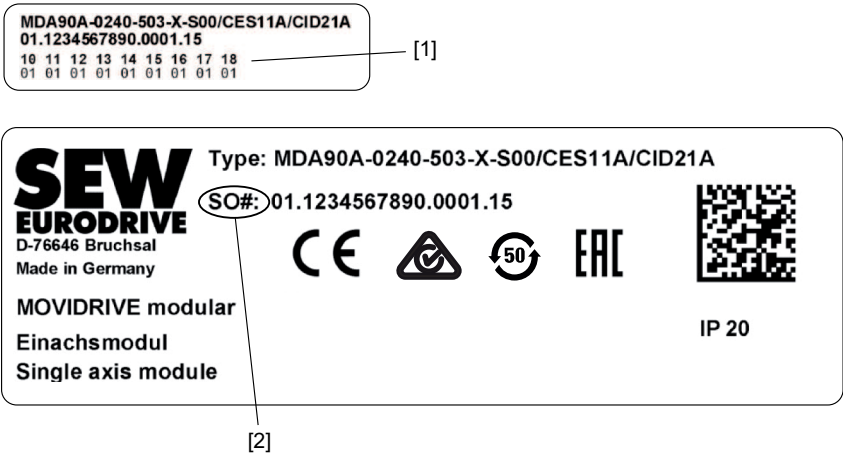 MDA90A-0240-503-X-S00/CES11A/CID21A
01.1234567890.0001.15
10 11 12 13 14 15 16 17 18
01 01 01 01 01 01 01 01 01
[1]
SEW
EURODRIVE
D-76646 Bruchsal
Made in Germany
Type: MDA90A-0240-503-X-S00/CES11A/CID21A
SO#: 01.1234567890.0001.15
CE 50 EAC
MOVIDRIVE modular
Einachsmodul
Single axis module
IP 20
[2]